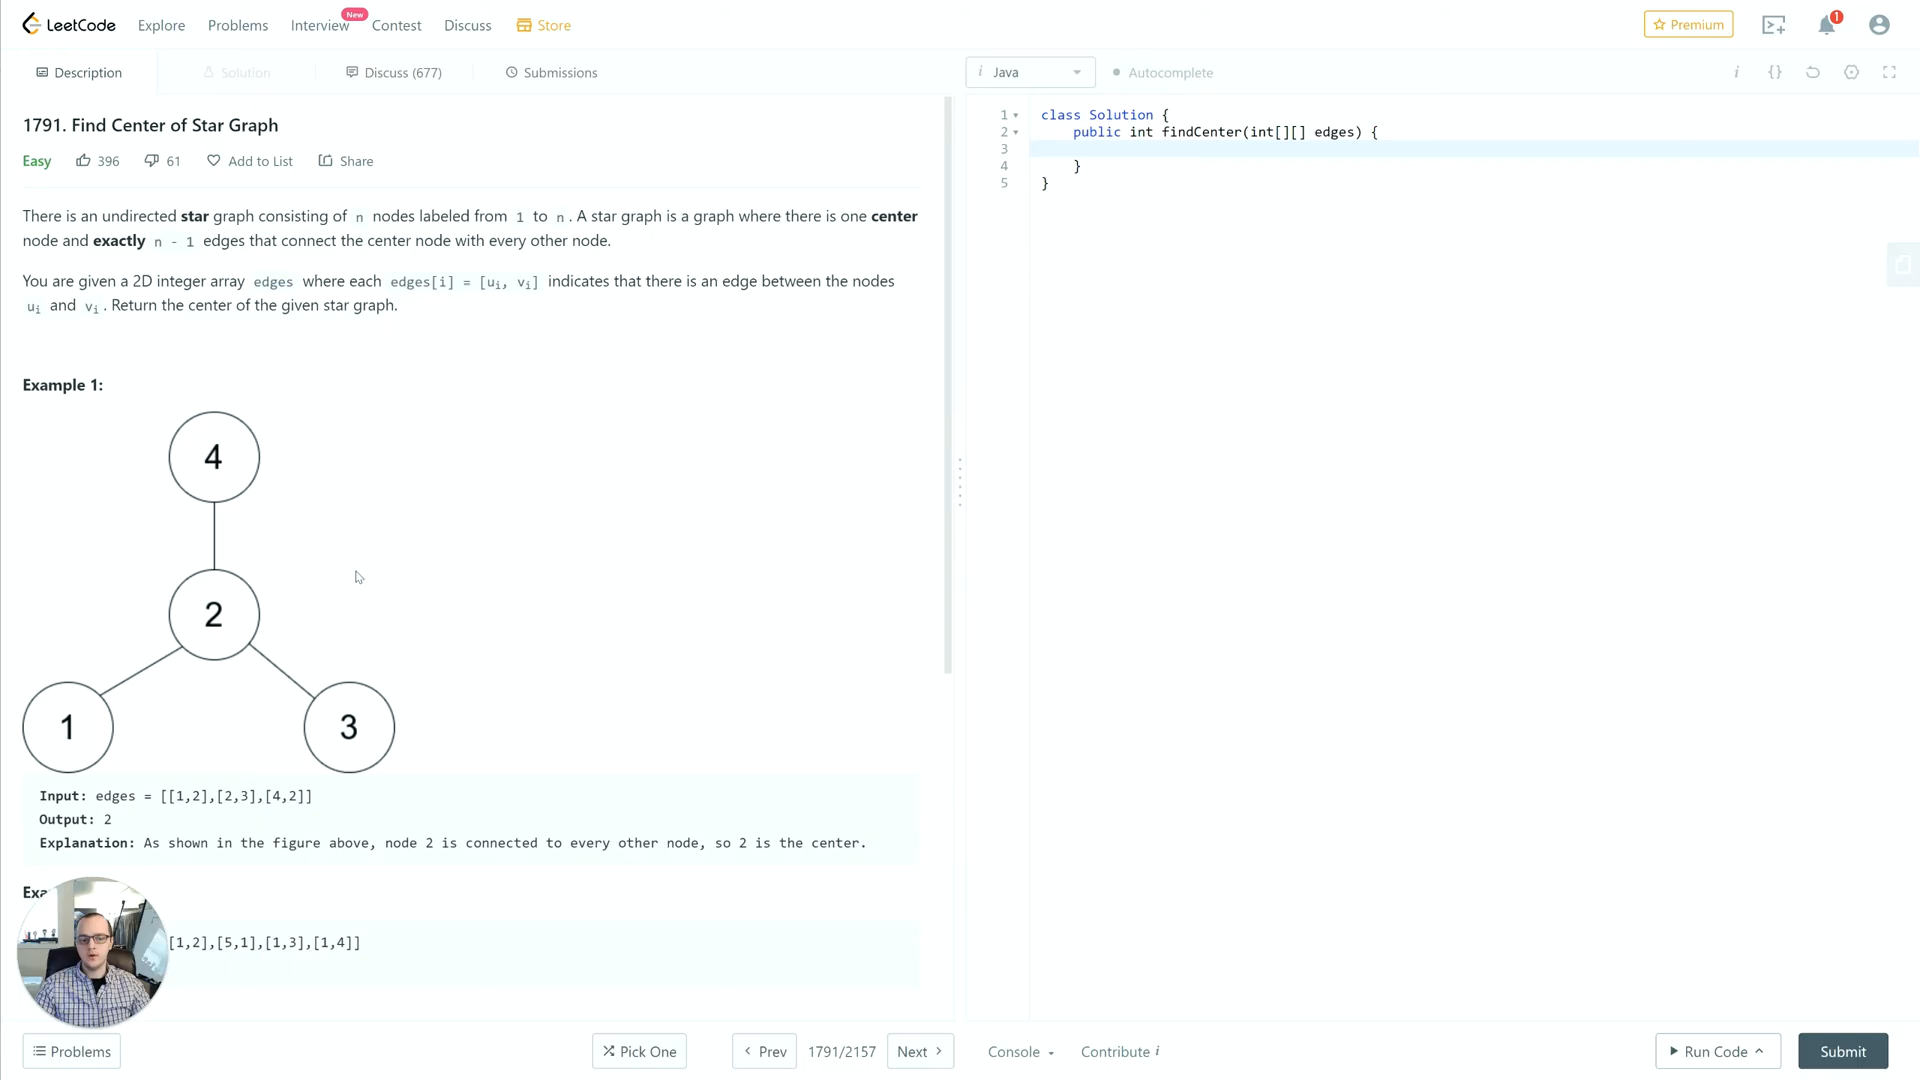 LeetCode Explore Problems Interview New Contest Discuss Store Premium 1
Description Solution Discuss (677) Submissions i Java Autocomplete i {}
1791. Find Center of Star Graph
Easy 396 61 Add to List Share
There is an undirected star graph consisting of n nodes labeled from 1 to n. A star graph is a graph where there is one center
node and exactly n - 1 edges that connect the center node with every other node.
You are given a 2D integer array edges where each edges[i] = [ui, vi] indicates that there is an edge between the nodes
ui and vi. Return the center of the given star graph.
Example 1:
4
2
1
3
Input: edges = [[1,2],[2,3],[4,2]]
Output: 2
Explanation: As shown in the figure above, node 2 is connected to every other node, so 2 is the center.
[1,2],[5,1],[1,3],[1,4]]
1 class Solution {
2 public int findCenter(int[][] edges) {
3
4 }
5 }
Problems Pick One Prev 1791/2157 Next Console Contribute i Run Code Submit